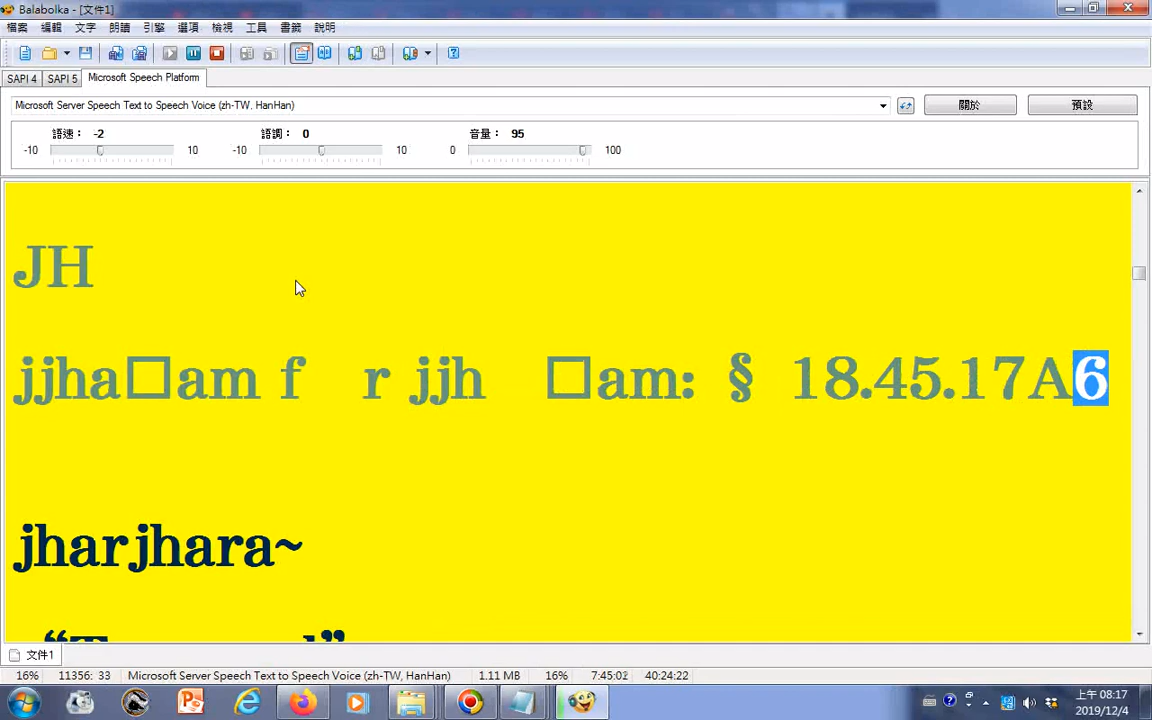 Balabolka - [文件1]
檔案 編輯 文字 朗讀 引擎 選項 檢視 工具 書籤 說明
SAPI 4 SAPI 5 Microsoft Speech Platform
Microsoft Server Speech Text to Speech Voice (zh-TW, HanHan) 關於 預設
語速： -2 語調： 0 音量： 95
-10 10 -10 10 0 100
JH
jjha□am f r jjh □am: § 18.45.17A6
jharjhara~
文件1
16% 11356: 33 Microsoft Server Speech Text to Speech Voice (zh-TW, HanHan) 1.11 MB 16% 7:45:02 40:24:22
上午 08:17
2019/12/4